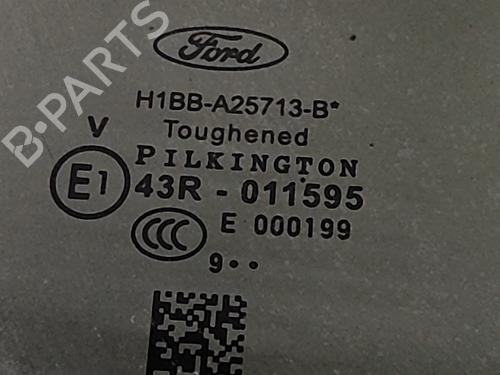 Ford
H1BB-A25713-B*
V Toughened
PILKINGTON
E1 43R - 011595
CCC E 000199
9••
B-PARTS